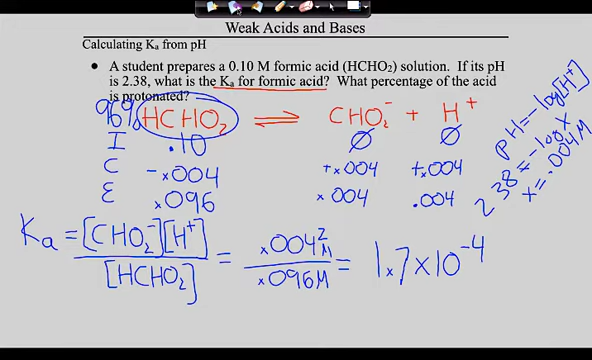 Weak Acids and Bases
Calculating Ka from pH
• A student prepares a 0.10 M formic acid (HCHO2) solution. If its pH
is 2.38, what is the Ka for formic acid? What percentage of the acid
is protonated?
96% HCHO2 ⇌ CHO2^- + H^+
I .10 ∅ ∅
C -.004 +.004 +.004
E .096 .004 .004
pH = -log[H+]
2.38 = -log x
x = .004M
Ka = [CHO2^-][H^+] / [HCHO2] = .004^2 M / .096M = 1.7 x 10^-4